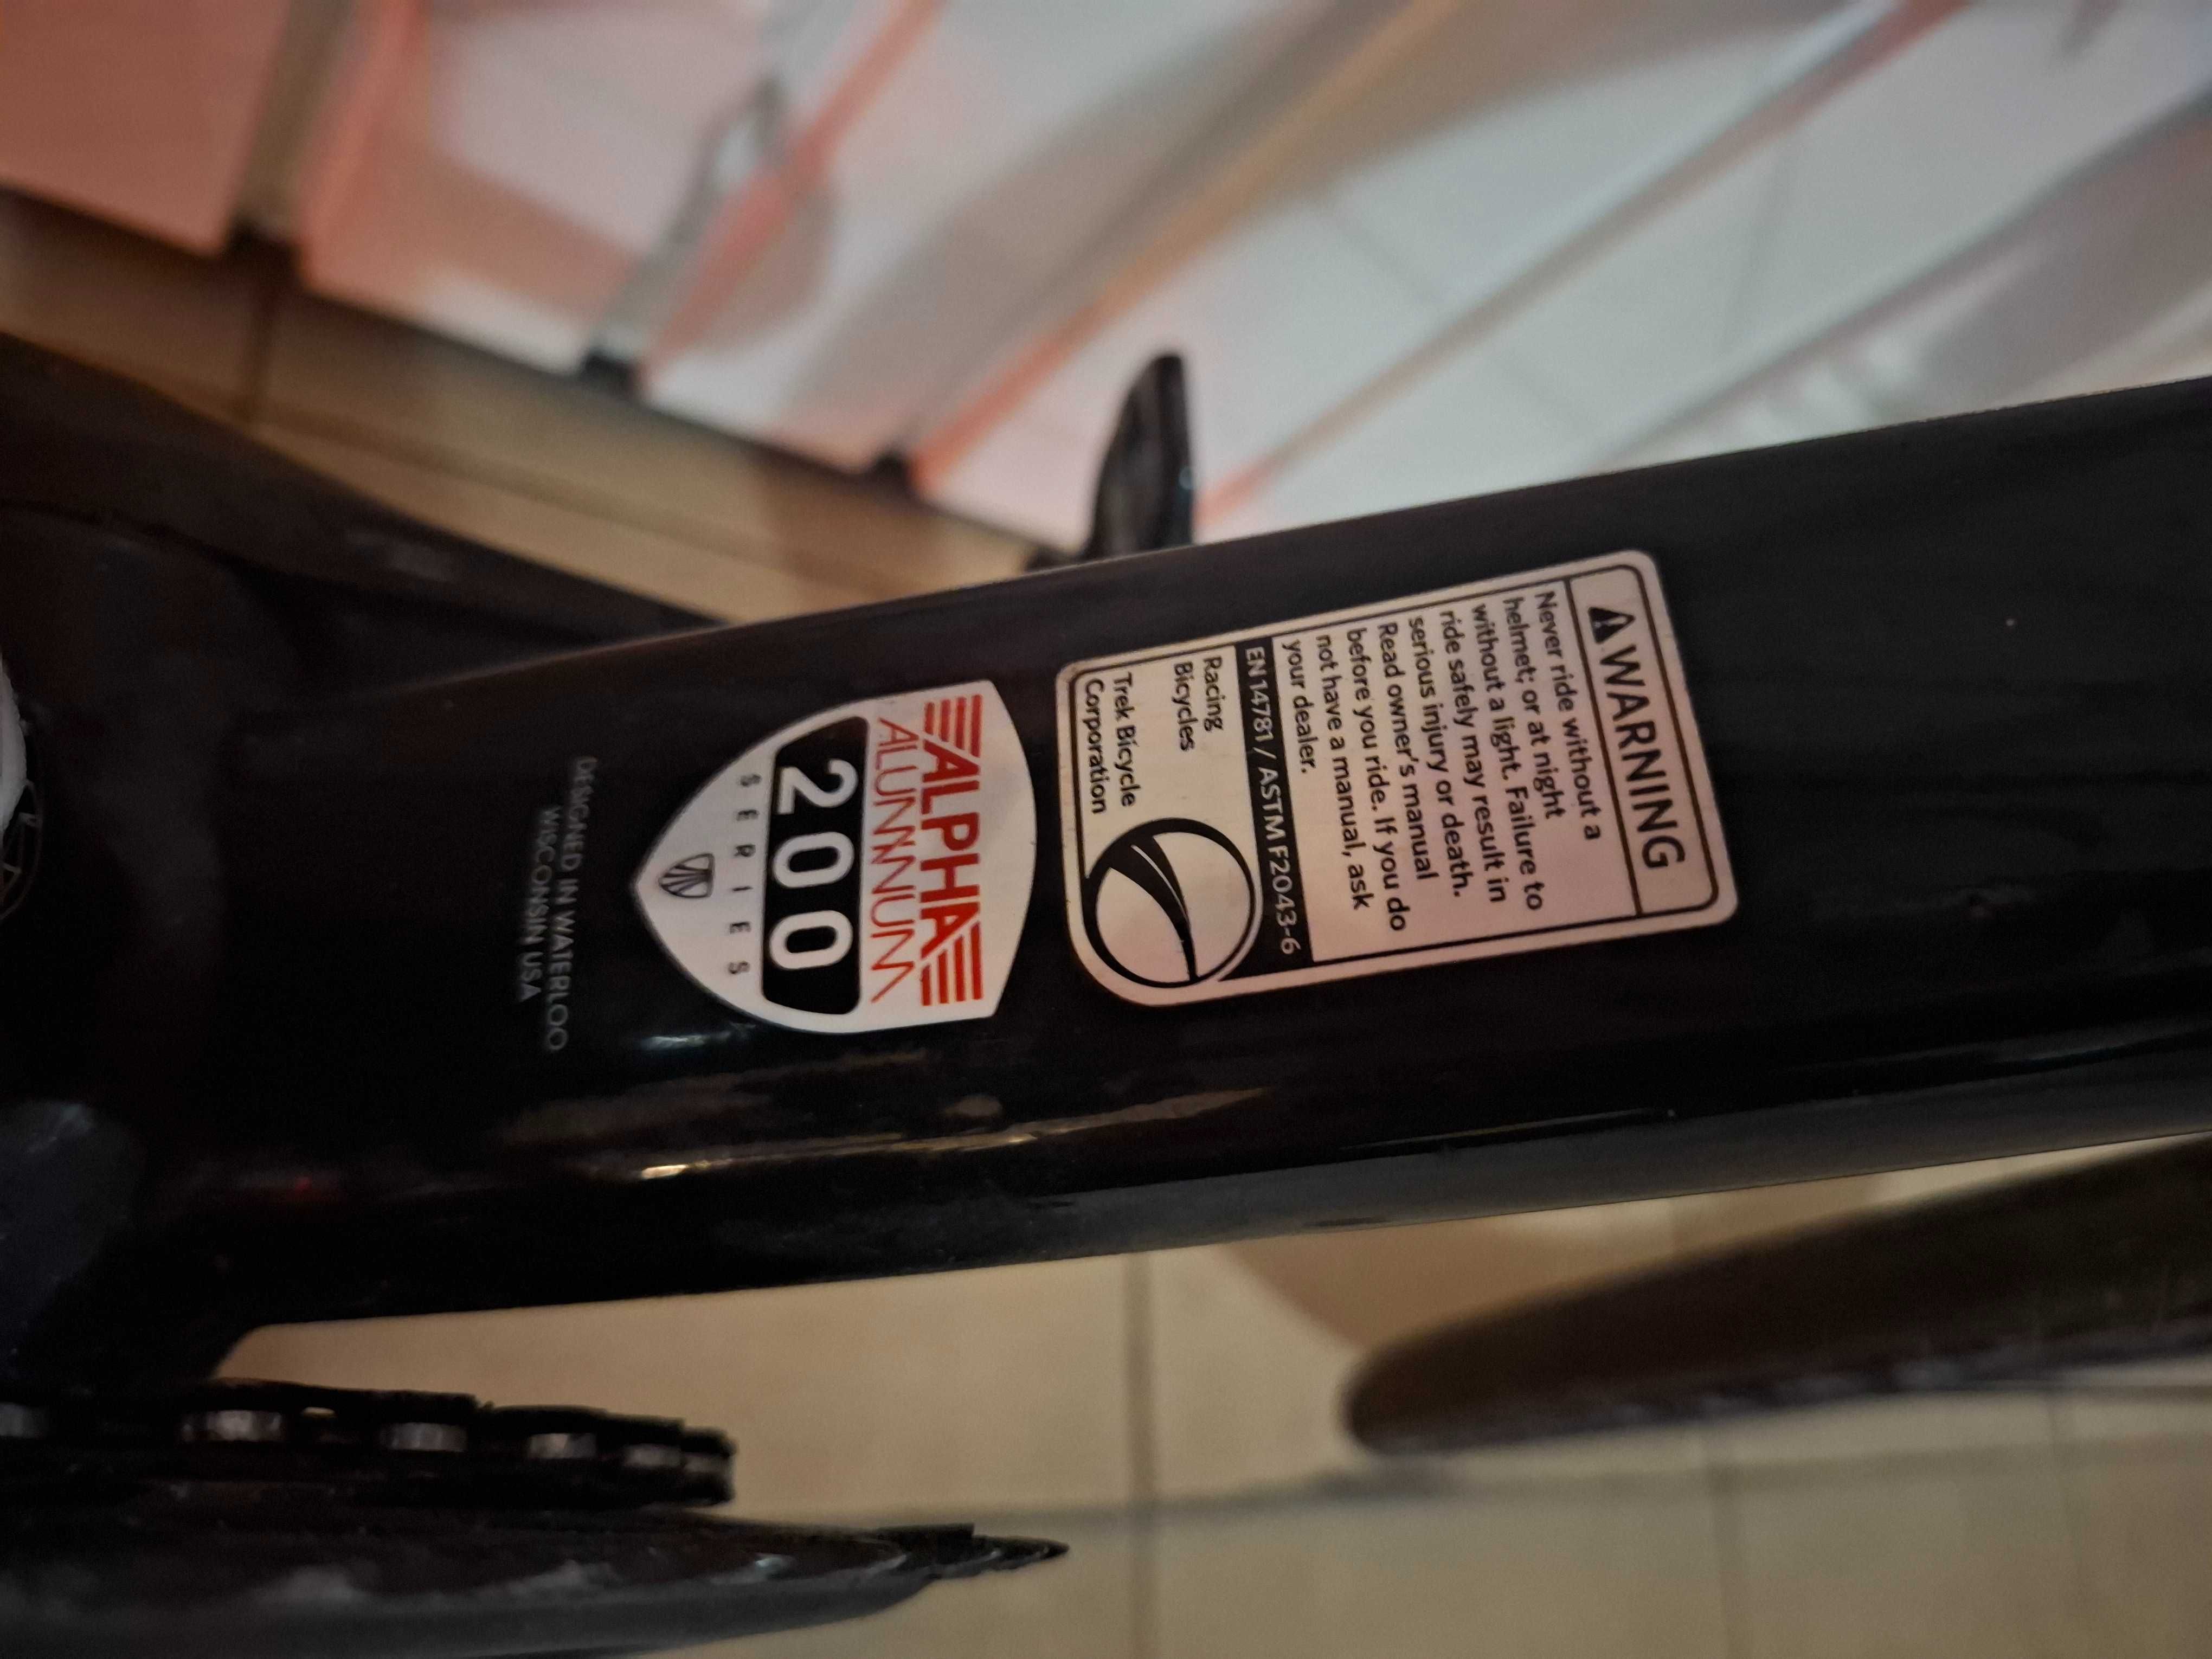 WARNING
Never ride without a
helmet; or at night
without a light. Failure to
ride safely may result in
serious injury or death.
Read owner's manual
before you ride. If you do
not have a manual, ask
your dealer.
EN14781 / ASTM F2043-6
Racing
Bicycles
Trek Bicycle
Corporation
ALPHA
ALUMINUM
200
SERIES
DESIGNED IN WATERLOO
WISCONSIN USA